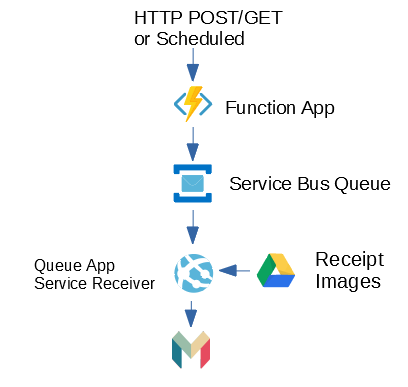 HTTP POST/GET
or Scheduled
Function App
Service Bus Queue
Queue App
Service Receiver
Receipt
Images